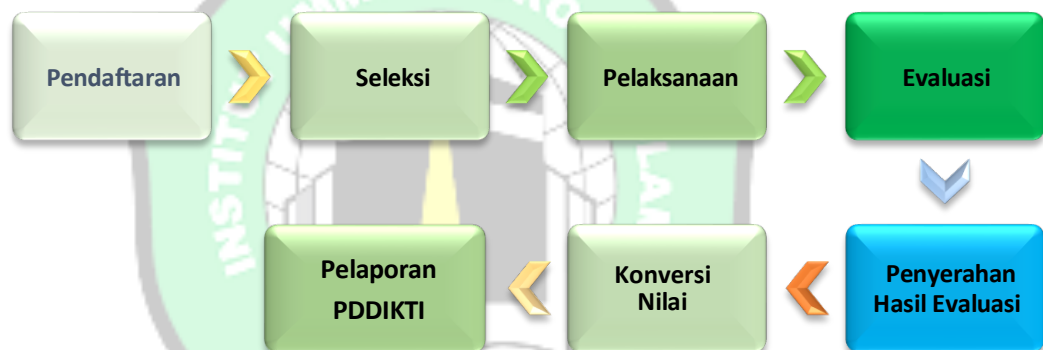 Pendaftaran
Seleksi
Pelaksanaan
Evaluasi
Penyerahan
Hasil Evaluasi
Konversi
Nilai
Pelaporan
PDDIKTI